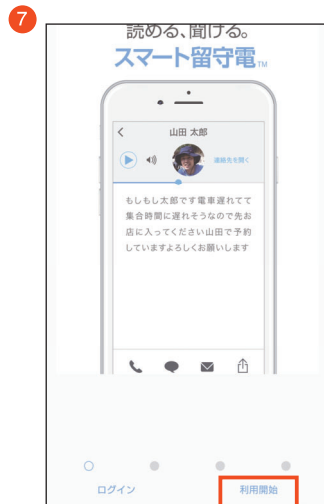 7
読める、聞ける。
スマート留守電™
山田 太郎
連絡先を開く
もしもし太郎です電車遅れてて
集合時間に遅れそうなので先お
店に入ってください山田で予約
していますよろしくお願いします
ログイン
利用開始